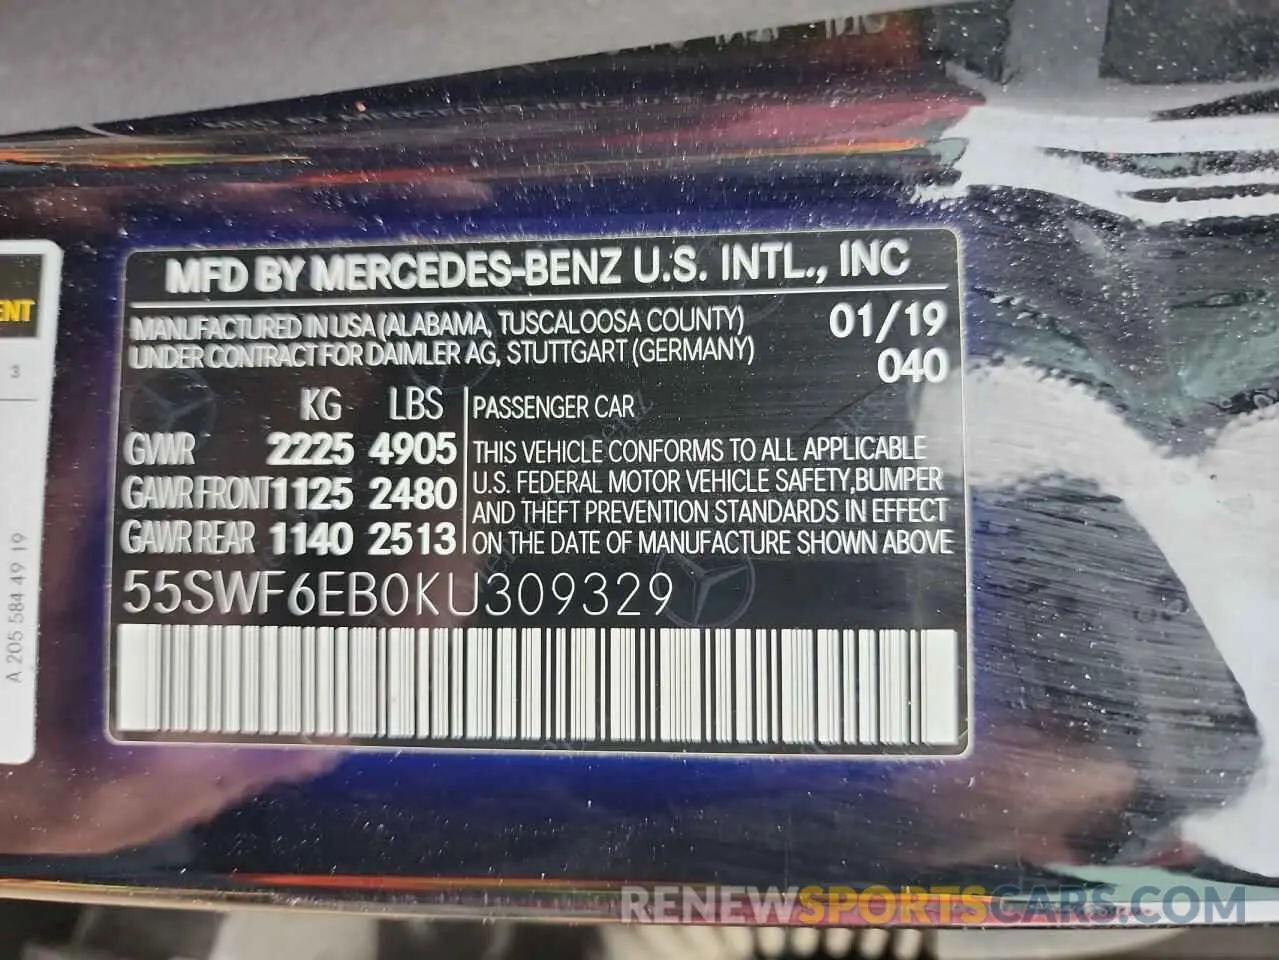 MFD BY MERCEDES-BENZ U.S. INTL., INC
MANUFACTURED IN USA (ALABAMA, TUSCALOOSA COUNTY) 01/19
UNDER CONTRACT FOR DAIMLER AG, STUTTGART (GERMANY) 040
KG LBS
GVWR 2225 4905
GAWR FRONT 1125 2480
GAWR REAR 1140 2513
PASSENGER CAR
THIS VEHICLE CONFORMS TO ALL APPLICABLE
U.S. FEDERAL MOTOR VEHICLE SAFETY, BUMPER
AND THEFT PREVENTION STANDARDS IN EFFECT
ON THE DATE OF MANUFACTURE SHOWN ABOVE
55SWF6EB0KU309329
ENT
3
A 205 584 49 19
RENEWSPORTSCARS.COM